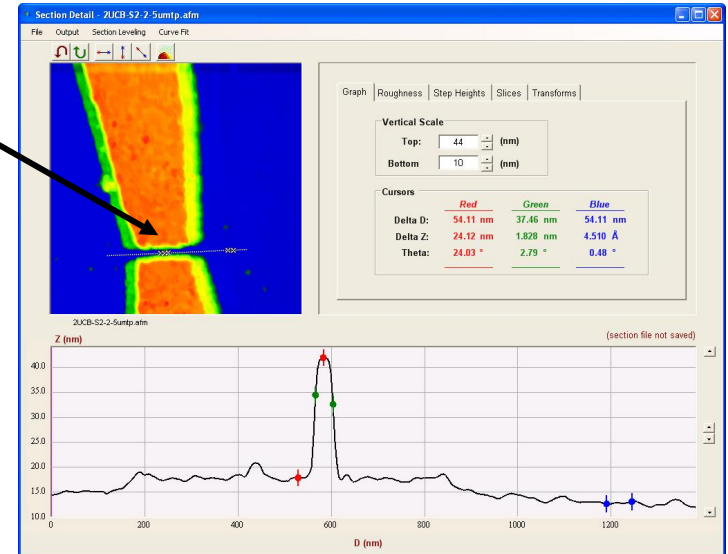 Section Detail - 2UCB-S2-2-5umtp.afm
File Output Section Leveling Curve Fit
Graph Roughness Step Heights Slices Transforms
Vertical Scale
Top: 44 (nm)
Bottom 10 (nm)
Cursors
Red Green Blue
Delta D: 54.11 nm 37.46 nm 54.11 nm
Delta Z: 24.12 nm 1.828 nm 4.510 Å
Theta: 24.03 ° 2.79 ° 0.48 °
2UCB-S2-2-5umtp.afm
(section file not saved)
Z (nm)
40.0
35.0
30.0
25.0
20.0
15.0
10.0
0 200 400 600 800 1000 1200
D (nm)